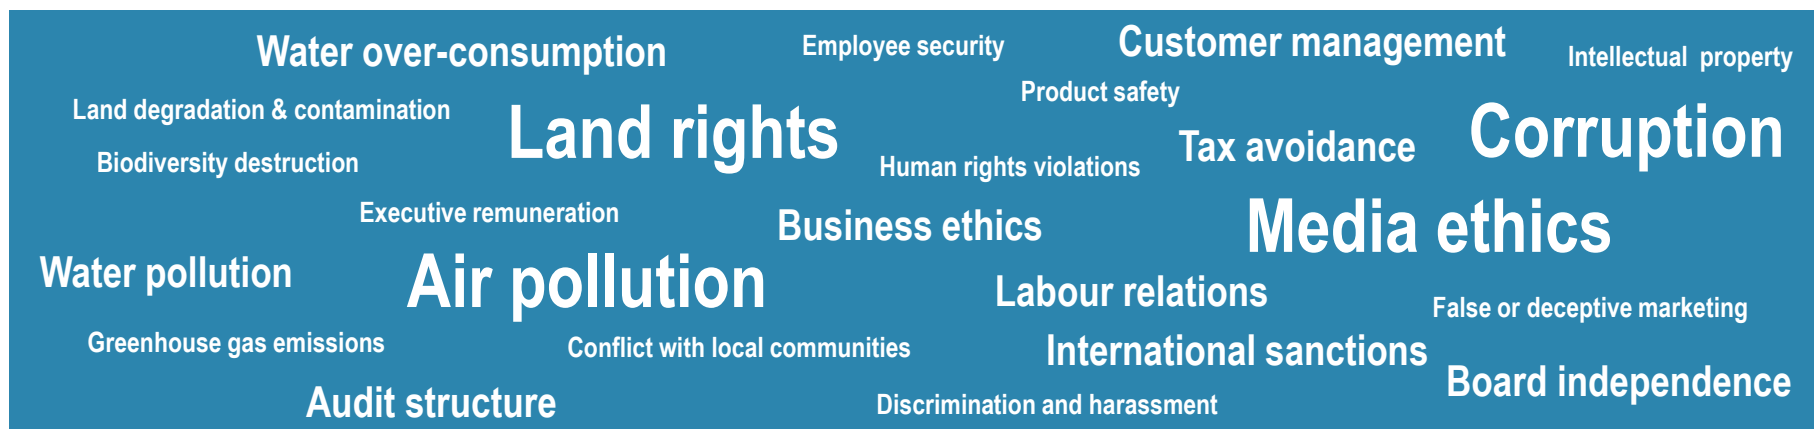 Water over-consumption
Employee security
Customer management
Intellectual property
Land degradation & contamination
Land rights
Product safety
Corruption
Biodiversity destruction
Human rights violations
Tax avoidance
Executive remuneration
Business ethics
Media ethics
Water pollution
Air pollution
Labour relations
False or deceptive marketing
Greenhouse gas emissions
Conflict with local communities
International sanctions
Board independence
Audit structure
Discrimination and harassment